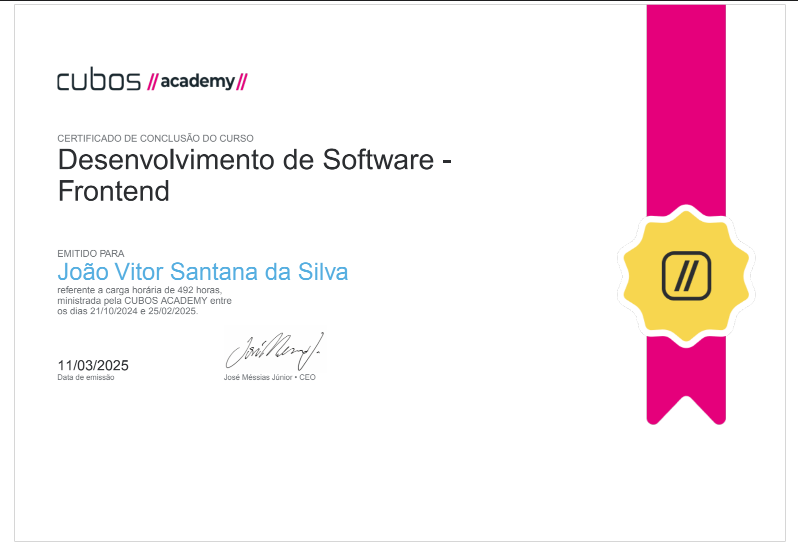 cubos //academy//
CERTIFICADO DE CONCLUSÃO DO CURSO
Desenvolvimento de Software -
Frontend
EMITIDO PARA
João Vitor Santana da Silva
referente a carga horária de 492 horas,
ministrada pela CUBOS ACADEMY entre
os dias 21/10/2024 e 25/02/2025.
11/03/2025
Data de emissão
José Méssias Júnior • CEO
//